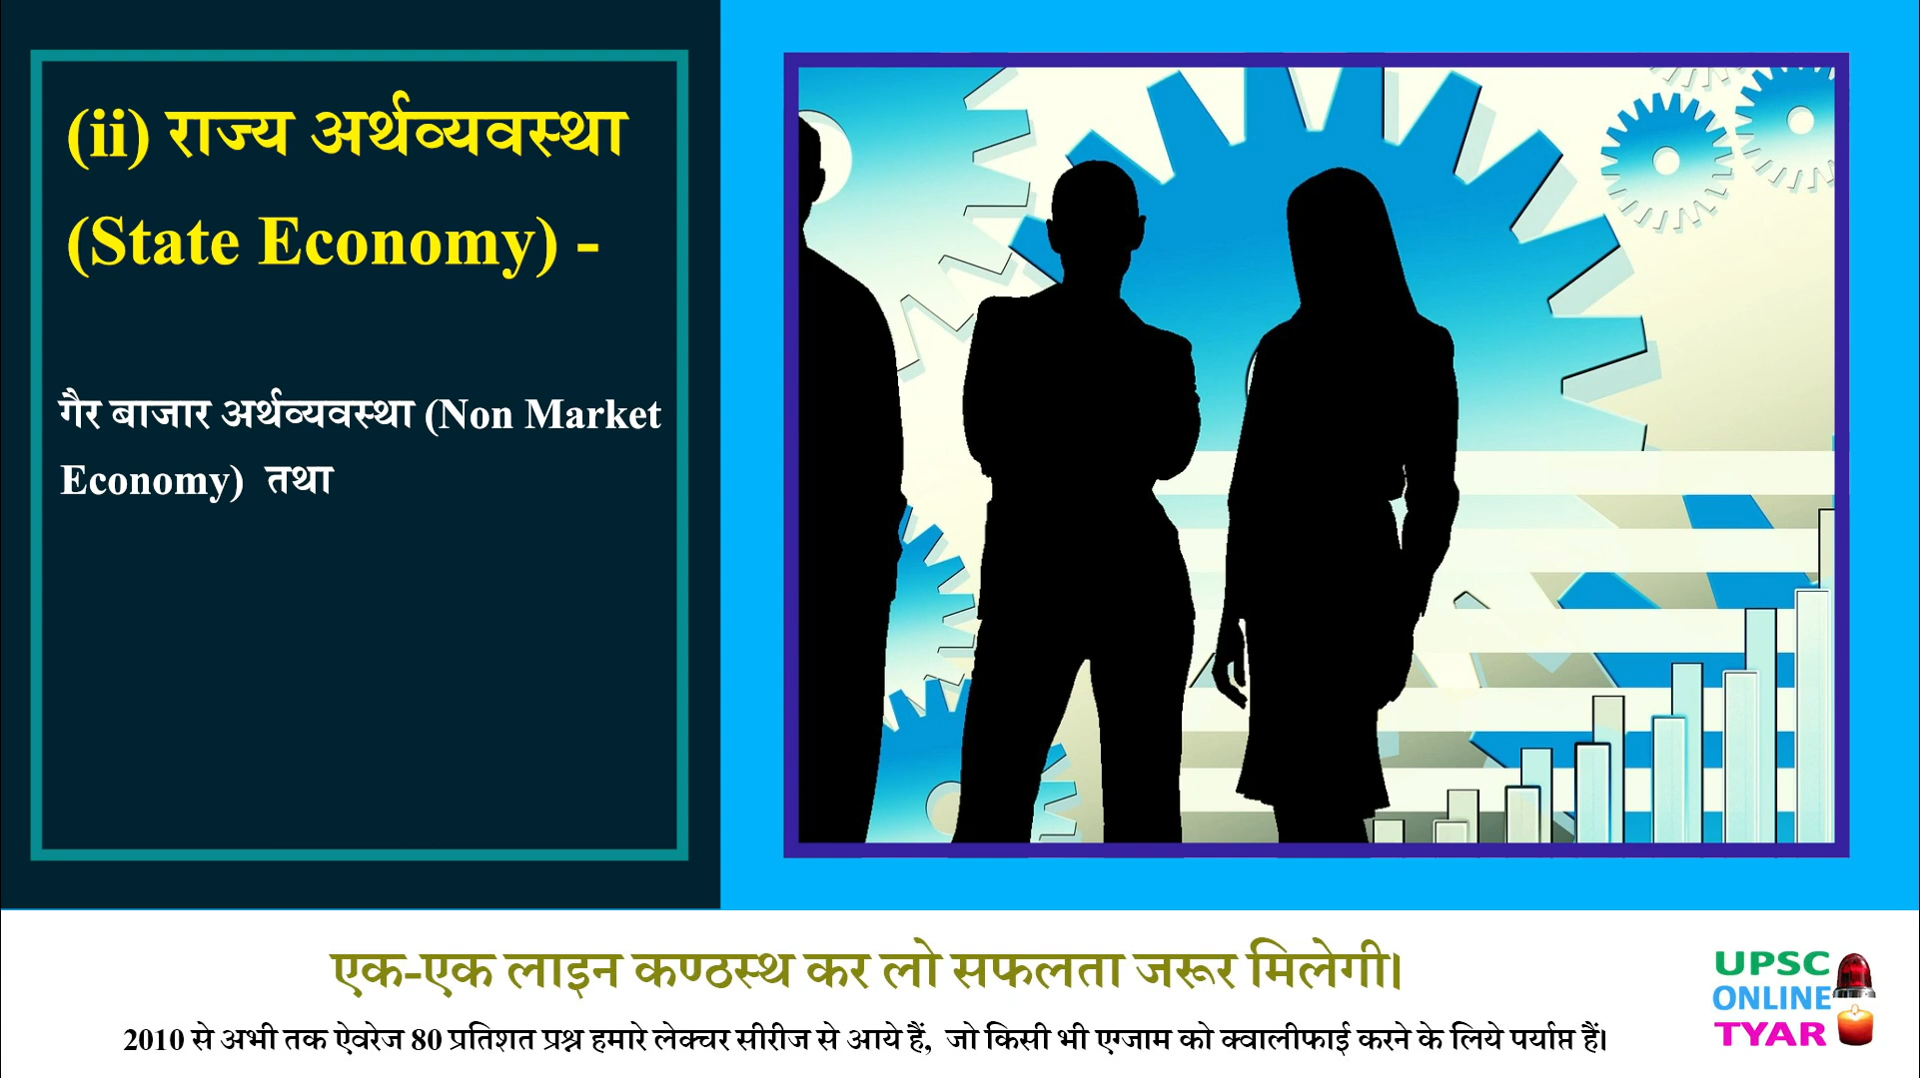 (ii) राज्य अर्थव्यवस्था
(State Economy) -
गैर बाजार अर्थव्यवस्था (Non Market
Economy) तथा
एक-एक लाइन कण्ठस्थ कर लो सफलता जरूर मिलेगी।
2010 से अभी तक ऐवरेज 80 प्रतिशत प्रश्न हमारे लेक्चर सीरीज से आये हैं, जो किसी भी एग्जाम को क्वालीफाई करने के लिये पर्याप्त हैं।
UPSC
ONLINE
TYAR